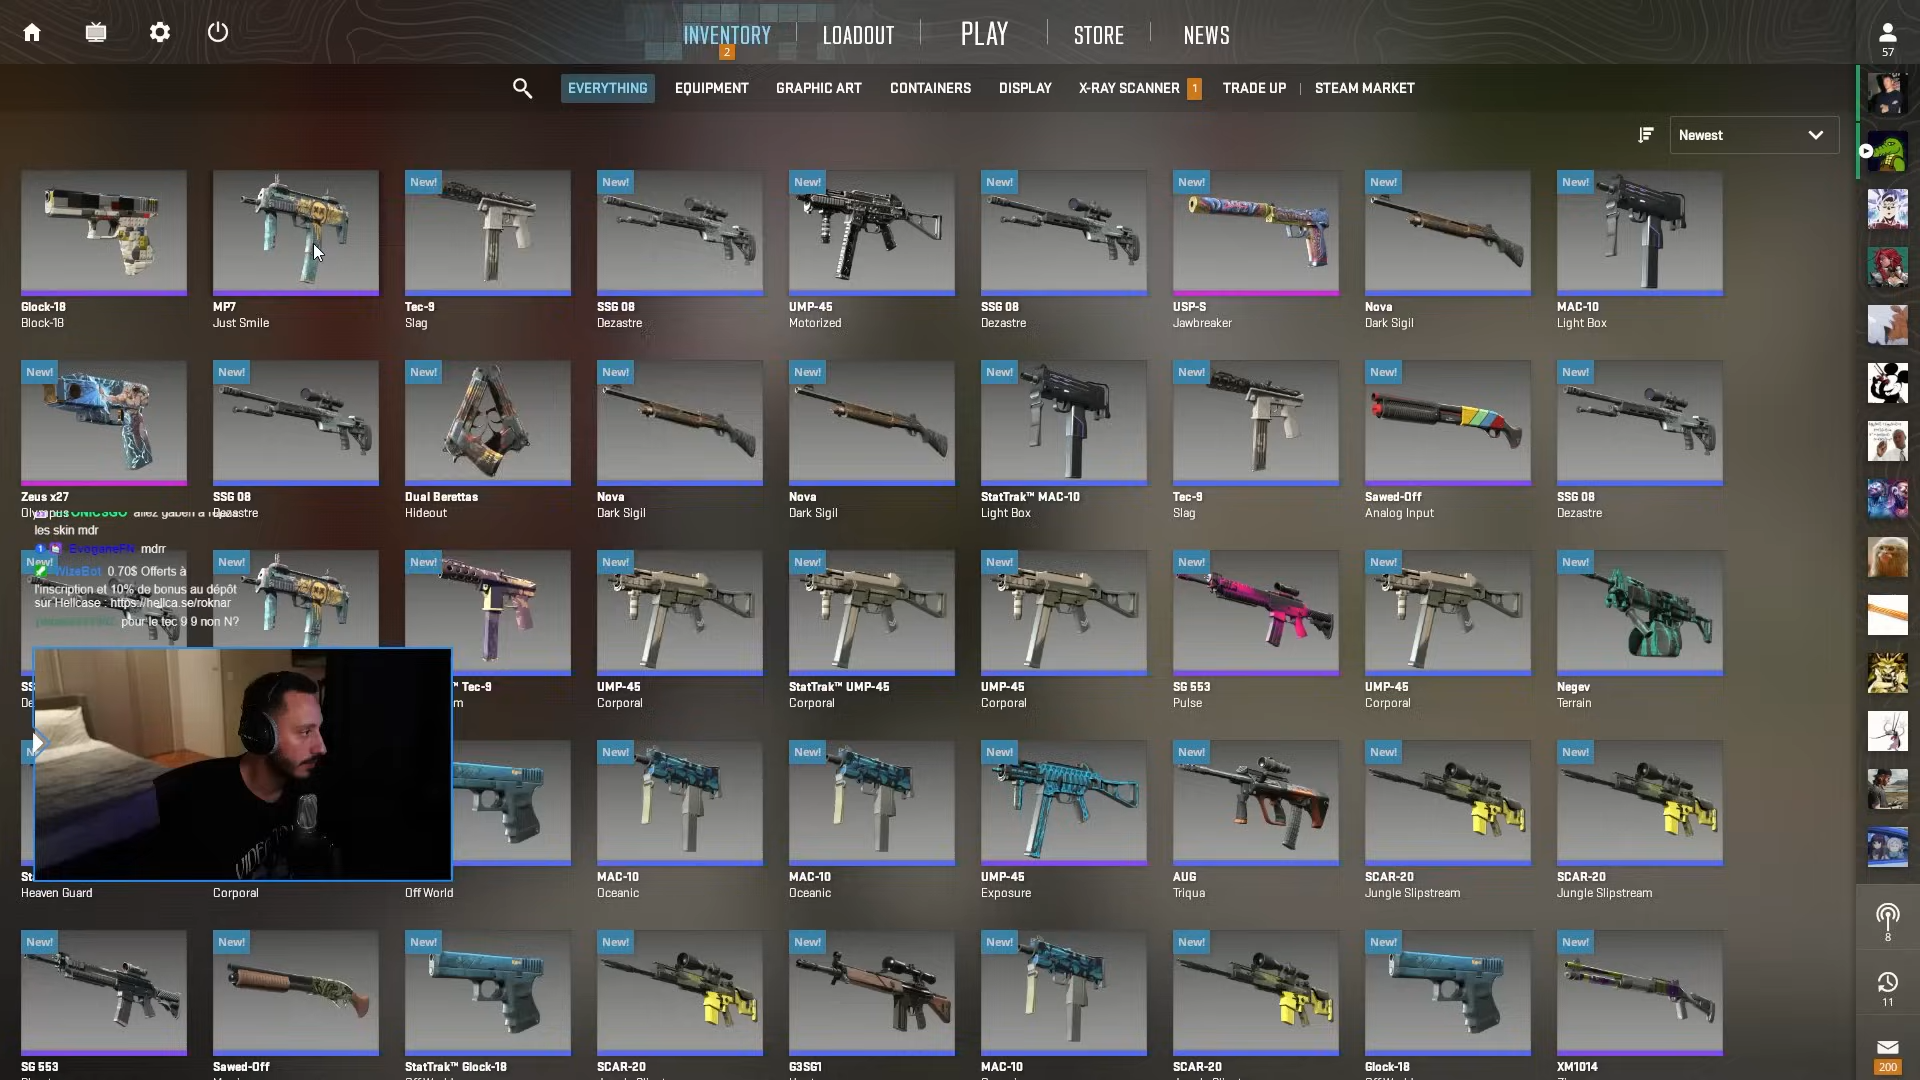 INVENTORY
2
LOADOUT
PLAY
STORE
NEWS
57
EVERYTHING
EQUIPMENT
GRAPHIC ART
CONTAINERS
DISPLAY
X-RAY SCANNER
1
TRADE UP
STEAM MARKET
Newest
New!
New!
New!
New!
New!
New!
New!
Glock-18
Block-18
MP7
Just Smile
Tec-9
Slag
SSG 08
Dezastre
UMP-45
Motorized
SSG 08
Dezastre
USP-S
Jawbreaker
Nova
Dark Sigil
MAC-10
Light Box
New!
New!
New!
New!
New!
New!
New!
New!
New!
Zeus x27
SSG 08
Dezastre
Dual Berettas
Hideout
Nova
Dark Sigil
Nova
Dark Sigil
StatTrak™ MAC-10
Light Box
Tec-9
Slag
Sawed-Off
Analog Input
SSG 08
Dezastre
les skin mdr
EvoganeFN mdrr
WizeBot 0.70$ Offerts à
l'inscription et 10% de bonus au dépôt
sur Hellcase : https://hellca.se/roknar
pour le tec 9 9 non N?
New!
New!
New!
New!
New!
New!
New!
New!
New!
™ Tec-9
UMP-45
Corporal
StatTrak™ UMP-45
Corporal
UMP-45
Corporal
SG 553
Pulse
UMP-45
Corporal
Negev
Terrain
New!
New!
New!
New!
New!
New!
Heaven Guard
Corporal
Off World
MAC-10
Oceanic
MAC-10
Oceanic
UMP-45
Exposure
AUG
Triqua
SCAR-20
Jungle Slipstream
SCAR-20
Jungle Slipstream
8
New!
New!
New!
New!
New!
New!
New!
New!
New!
11
SG 553
Sawed-Off
StatTrak™ Glock-18
SCAR-20
G3SG1
MAC-10
SCAR-20
Glock-18
XM1014
200